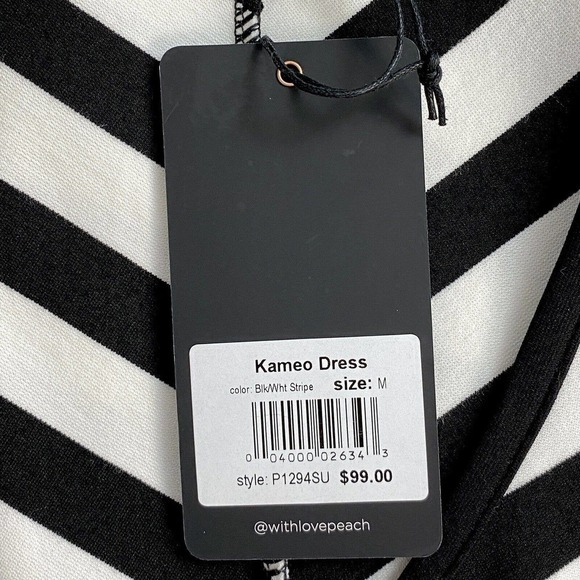 Kameo Dress
color: Blk/Wht Stripe size: M
0 04000 02634 3
style: P1294SU $99.00
@withlovepeach